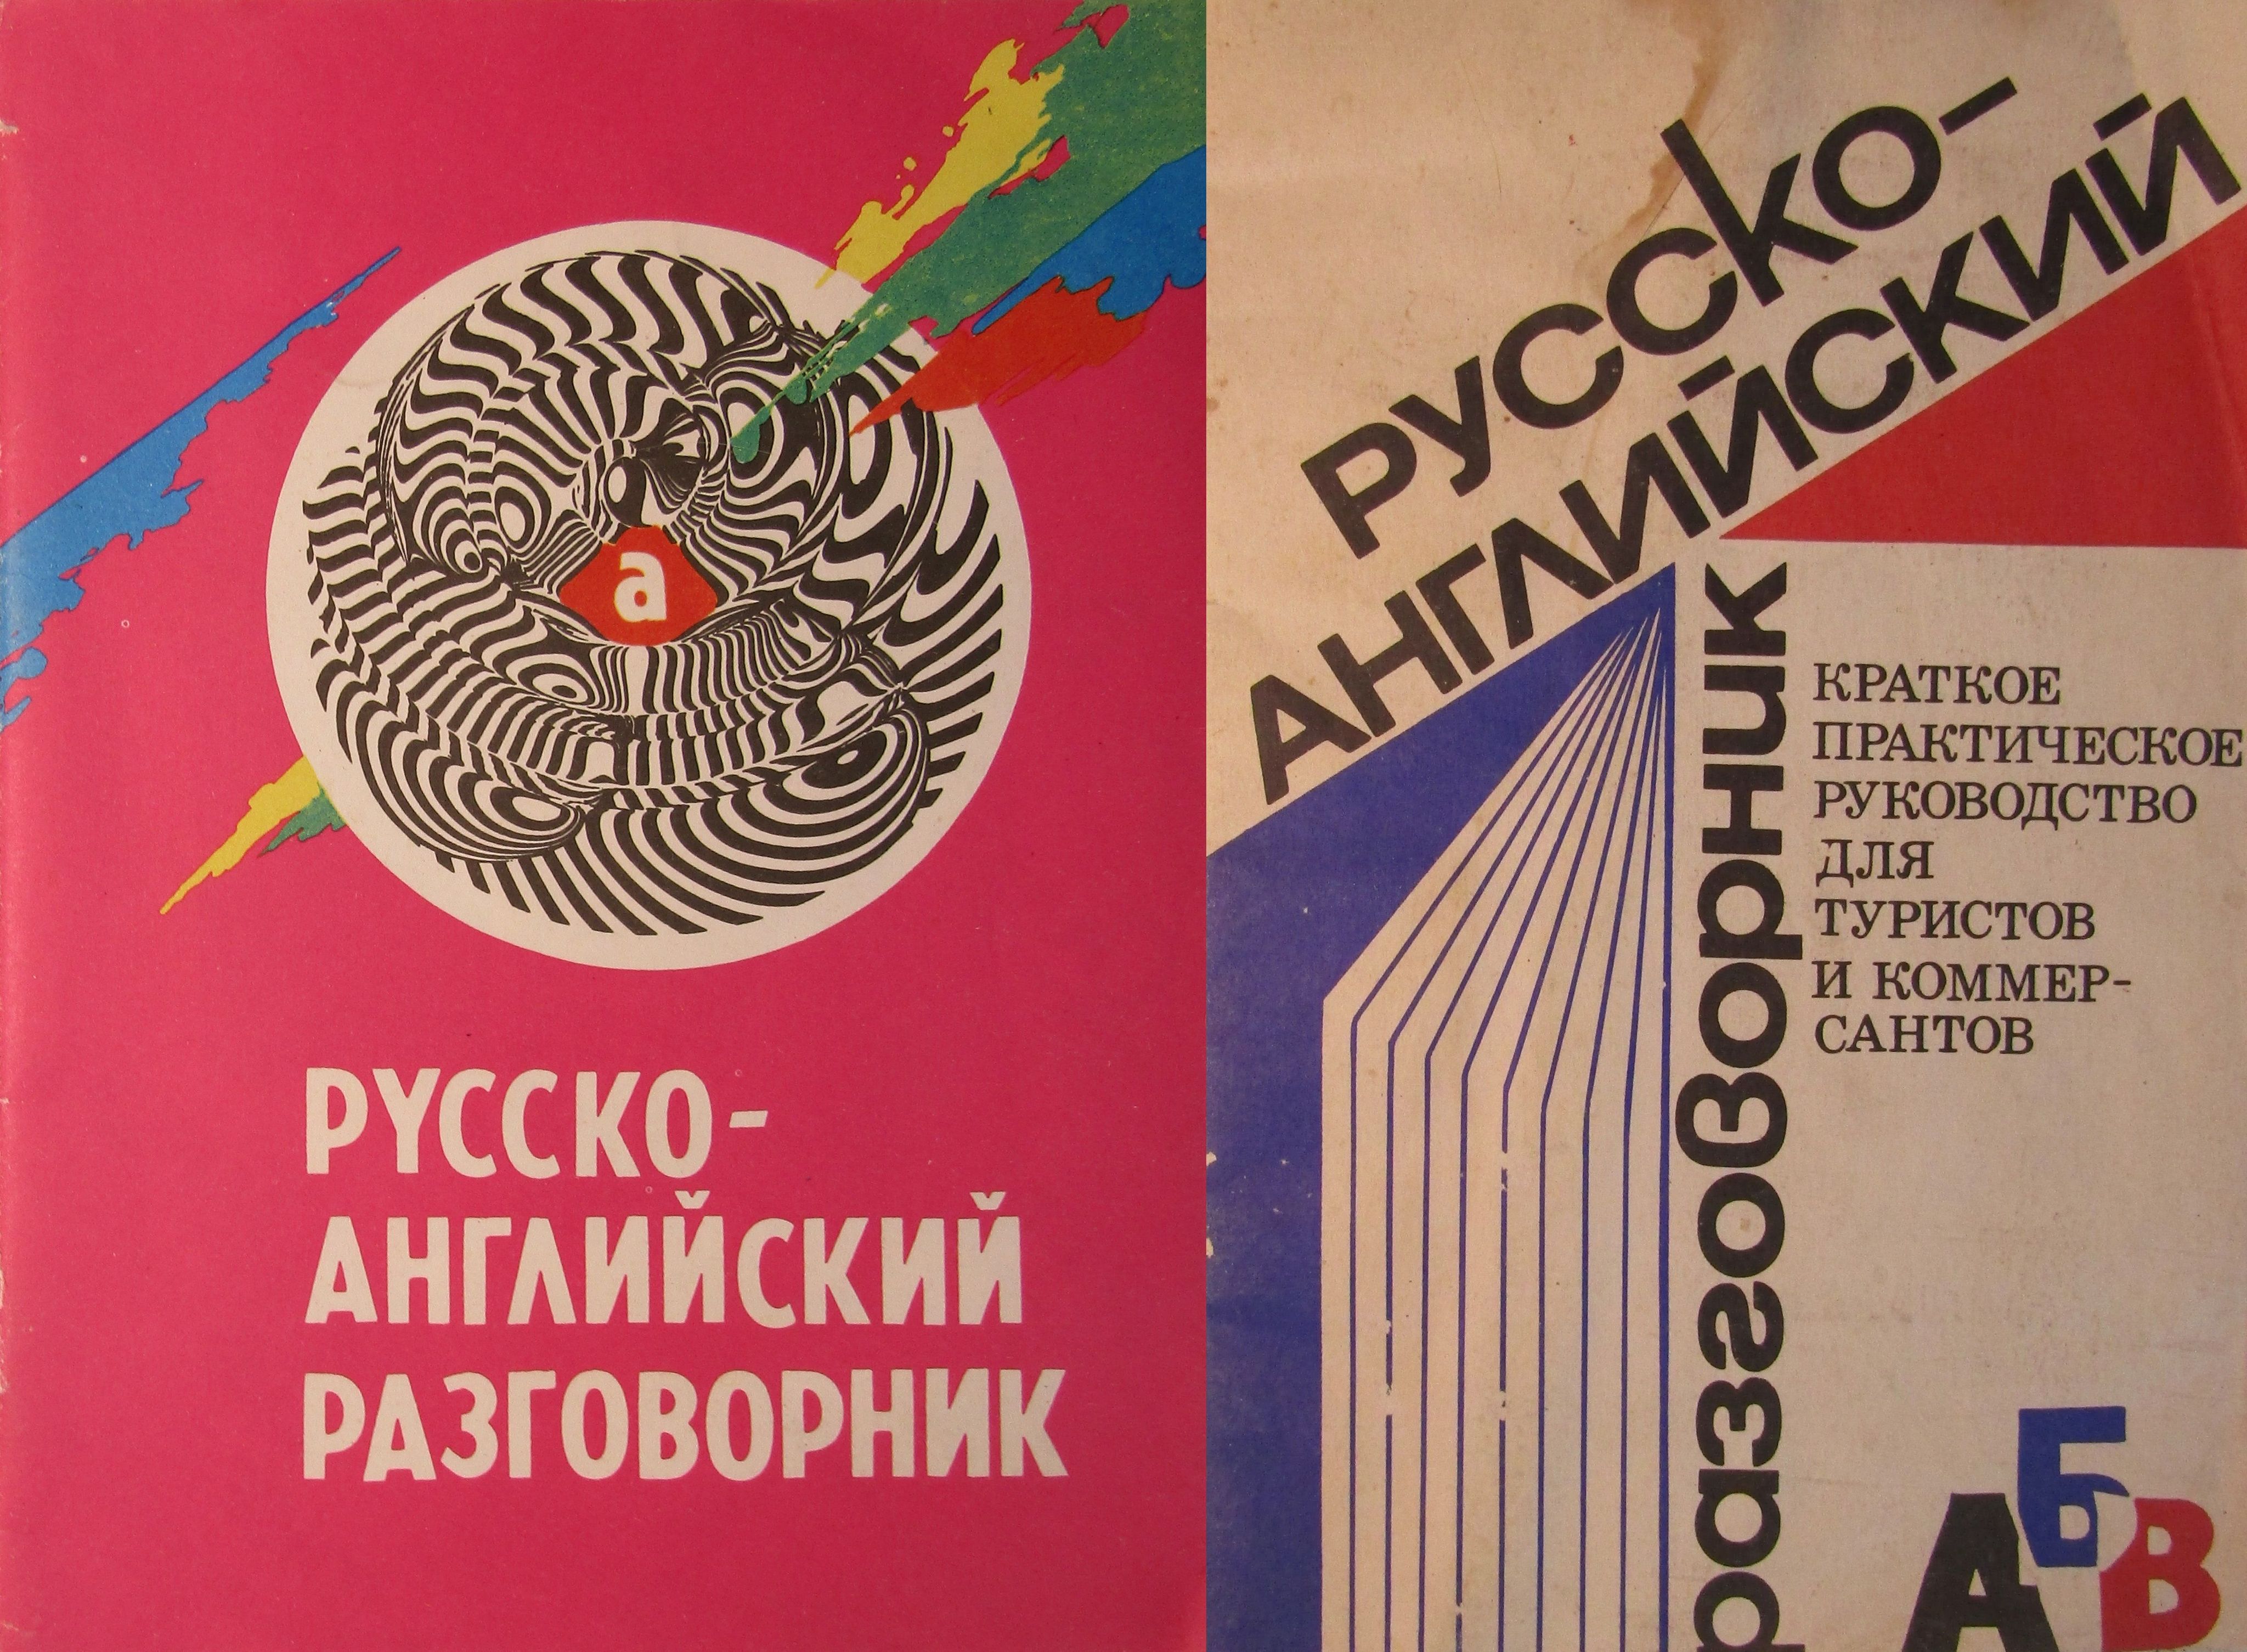 а
РУССКО-
АНГЛИЙСКИЙ
РАЗГОВОРНИК
РУССКО-
АНГЛИЙСКИЙ
разговорник
КРАТКОЕ
ПРАКТИЧЕСКОЕ
РУКОВОДСТВО
ДЛЯ
ТУРИСТОВ
И КОММЕР-
САНТОВ
АБВ